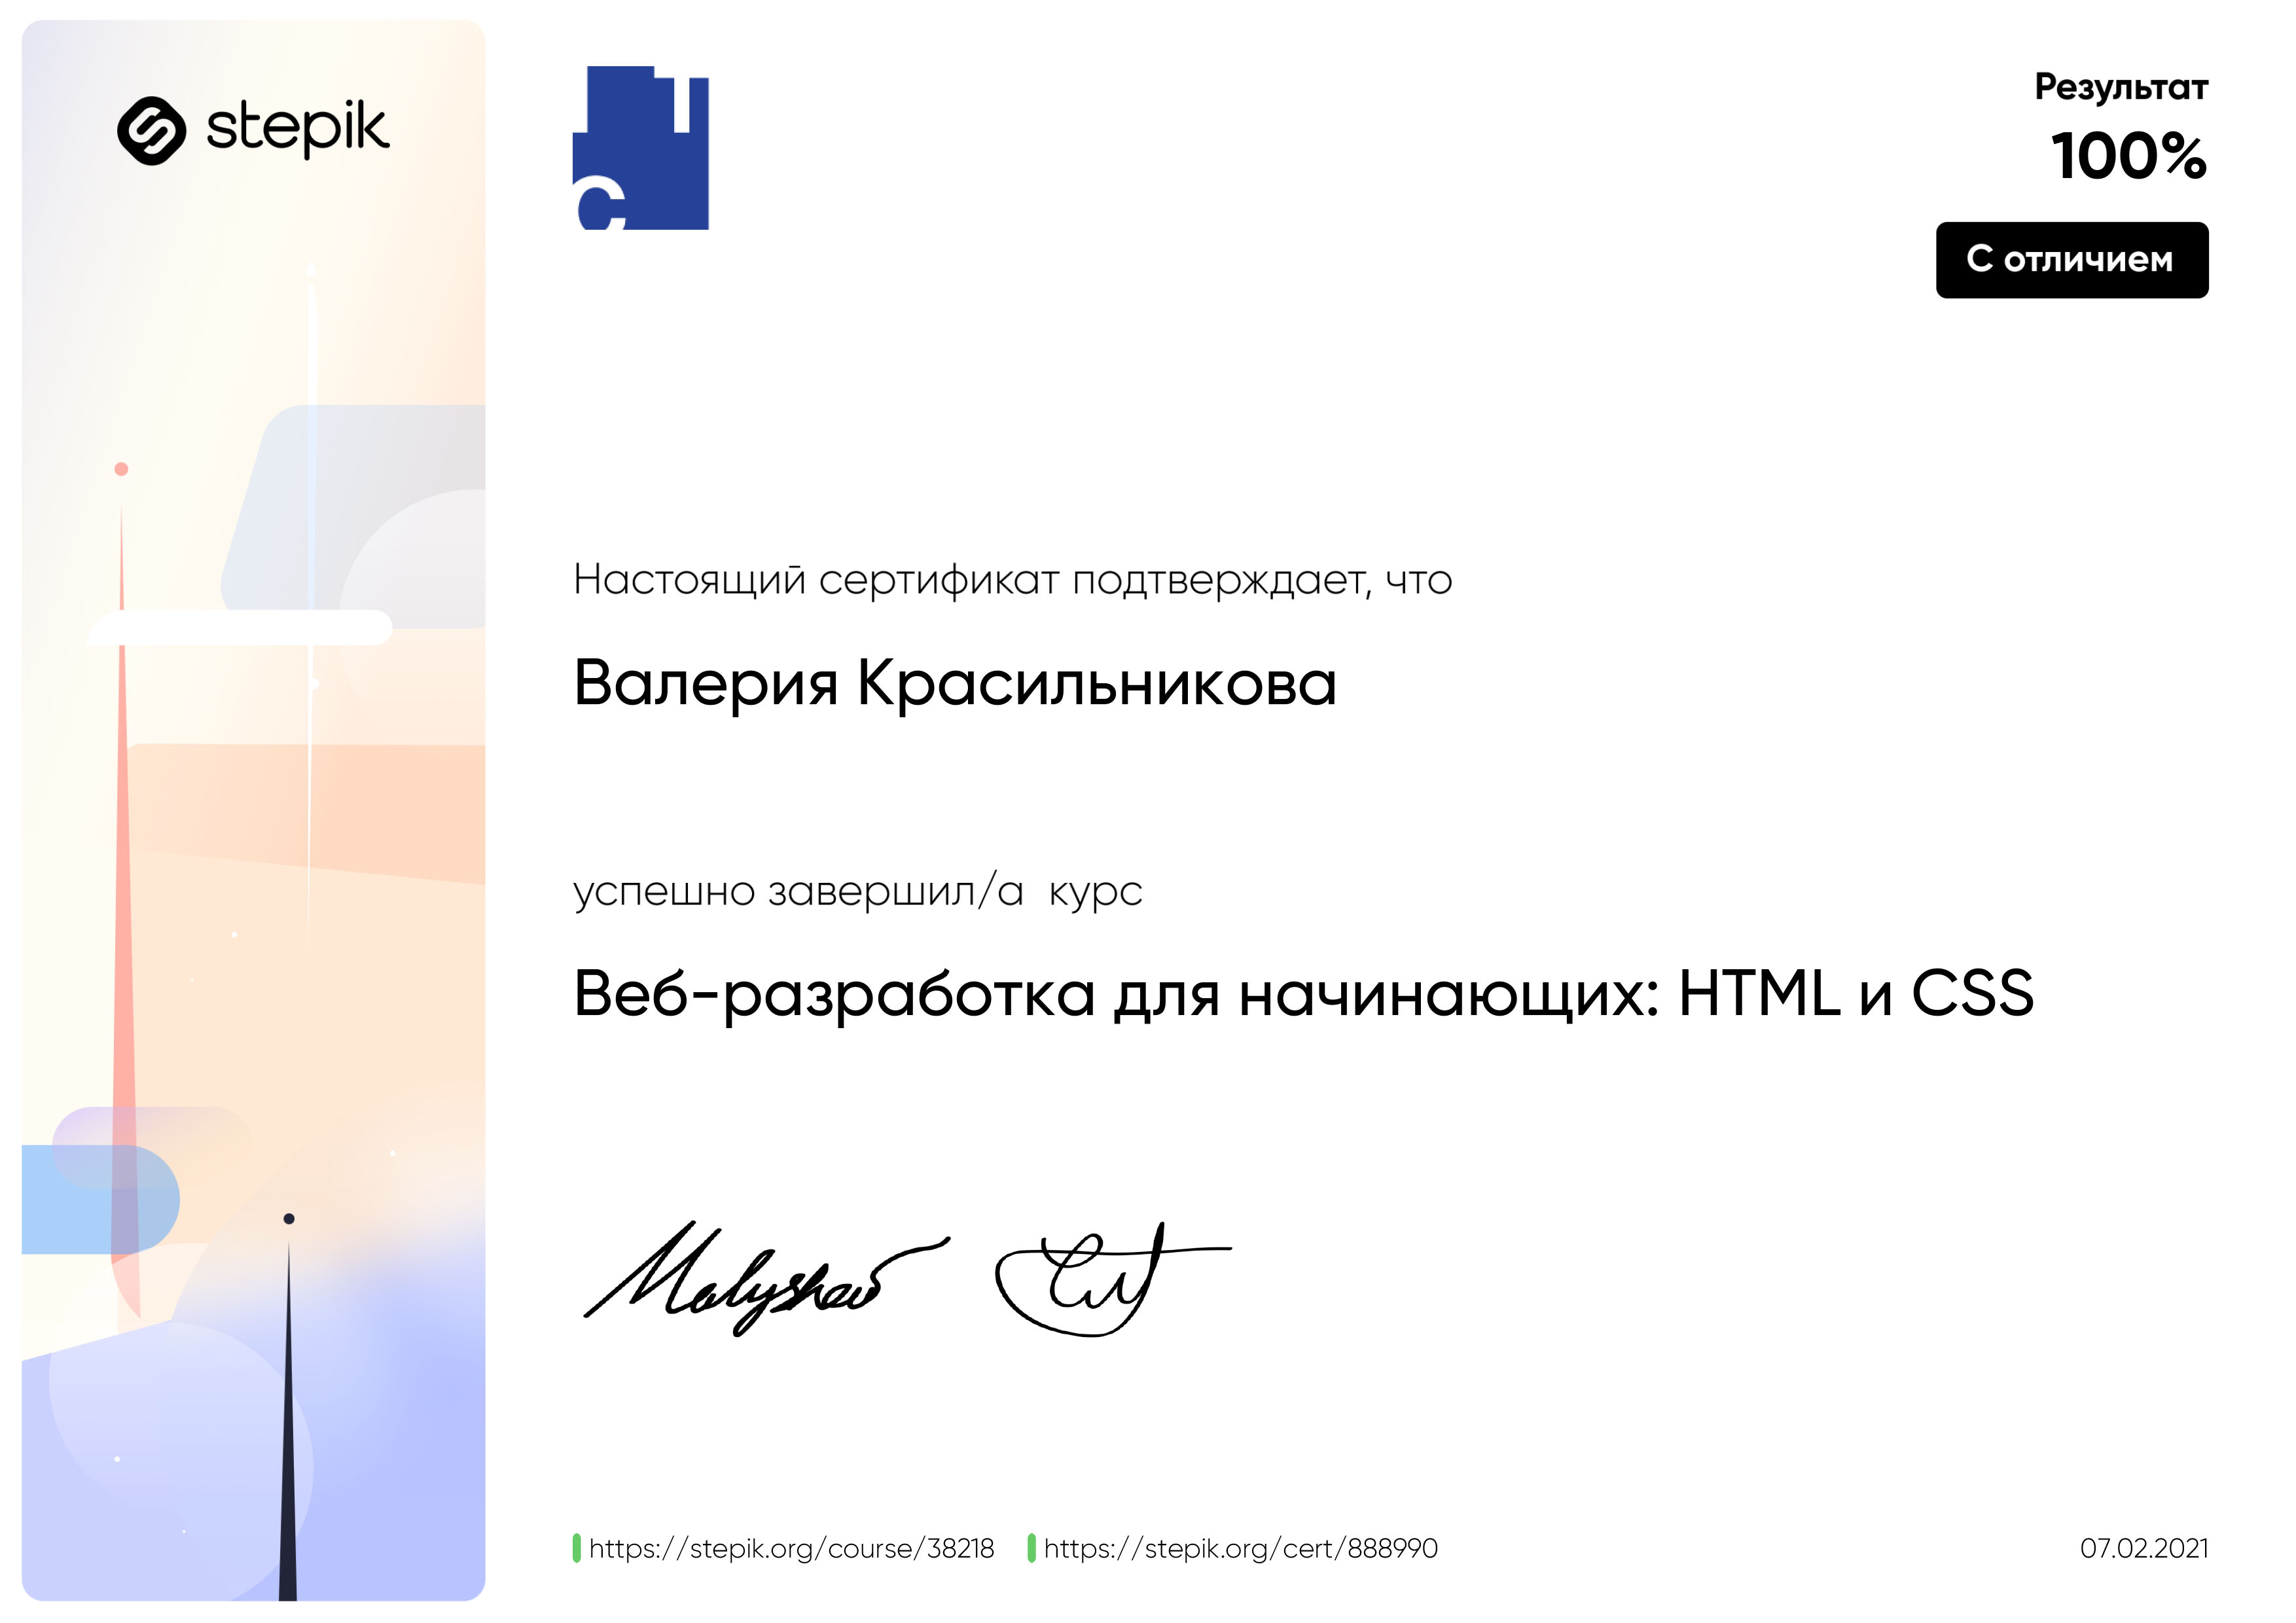 stepik
С
Результат
100%
С отличием
Настоящий сертификат подтверждает, что
Валерия Красильникова
успешно завершил/а курс
Веб-разработка для начинающих: HTML и CSS
Malyshev
https://stepik.org/course/38218 https://stepik.org/cert/888990
07.02.2021